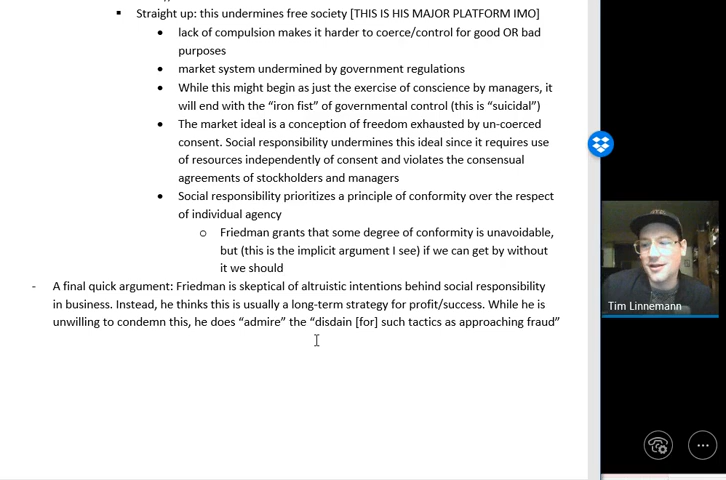 ▪ Straight up: this undermines free society [THIS IS HIS MAJOR PLATFORM IMO]
• lack of compulsion makes it harder to coerce/control for good OR bad
purposes
• market system undermined by government regulations
• While this might begin as just the exercise of conscience by managers, it
will end with the “iron fist” of governmental control (this is “suicidal”)
• The market ideal is a conception of freedom exhausted by un-coerced
consent. Social responsibility undermines this ideal since it requires use
of resources independently of consent and violates the consensual
agreements of stockholders and managers
• Social responsibility prioritizes a principle of conformity over the respect
of individual agency
o Friedman grants that some degree of conformity is unavoidable,
but (this is the implicit argument I see) if we can get by without
it we should
- A final quick argument: Friedman is skeptical of altruistic intentions behind social responsibility
in business. Instead, he thinks this is usually a long-term strategy for profit/success. While he is
unwilling to condemn this, he does “admire” the “disdain [for] such tactics as approaching fraud”
Tim Linnemann